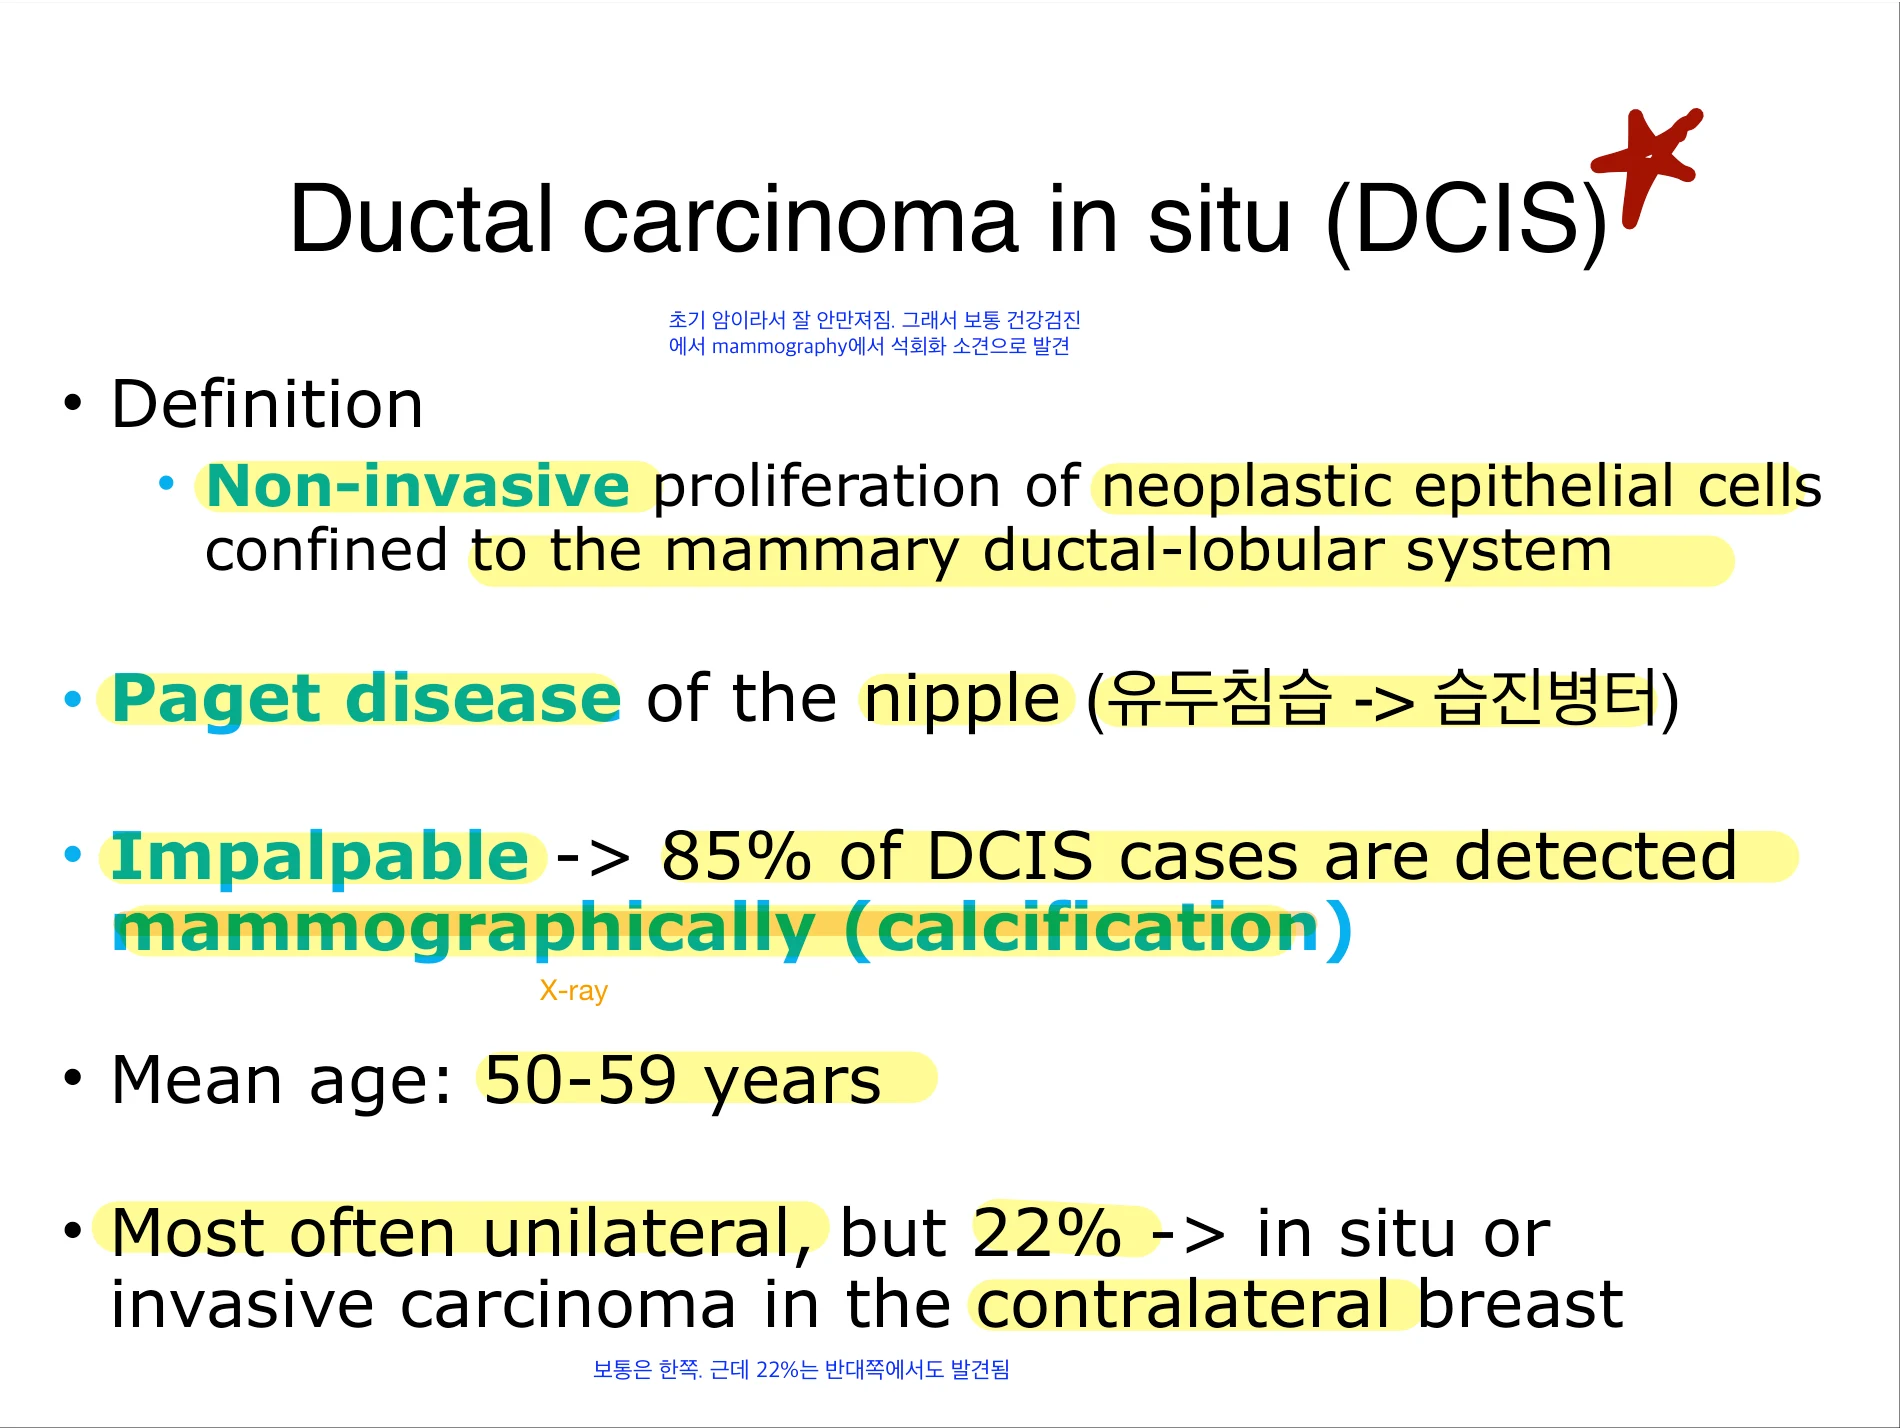 Ductal carcinoma in situ (DCIS)
초기 암이라서 잘 안만져짐. 그래서 보통 건강검진
에서 mammography에서 석회화 소견으로 발견
• Definition
• Non-invasive proliferation of neoplastic epithelial cells
confined to the mammary ductal-lobular system
• Paget disease of the nipple (유두침습 -> 습진병터)
• Impalpable -> 85% of DCIS cases are detected
mammographically (calcification)
X-ray
• Mean age: 50-59 years
• Most often unilateral, but 22% -> in situ or
invasive carcinoma in the contralateral breast
보통은 한쪽. 근데 22%는 반대쪽에서도 발견됨